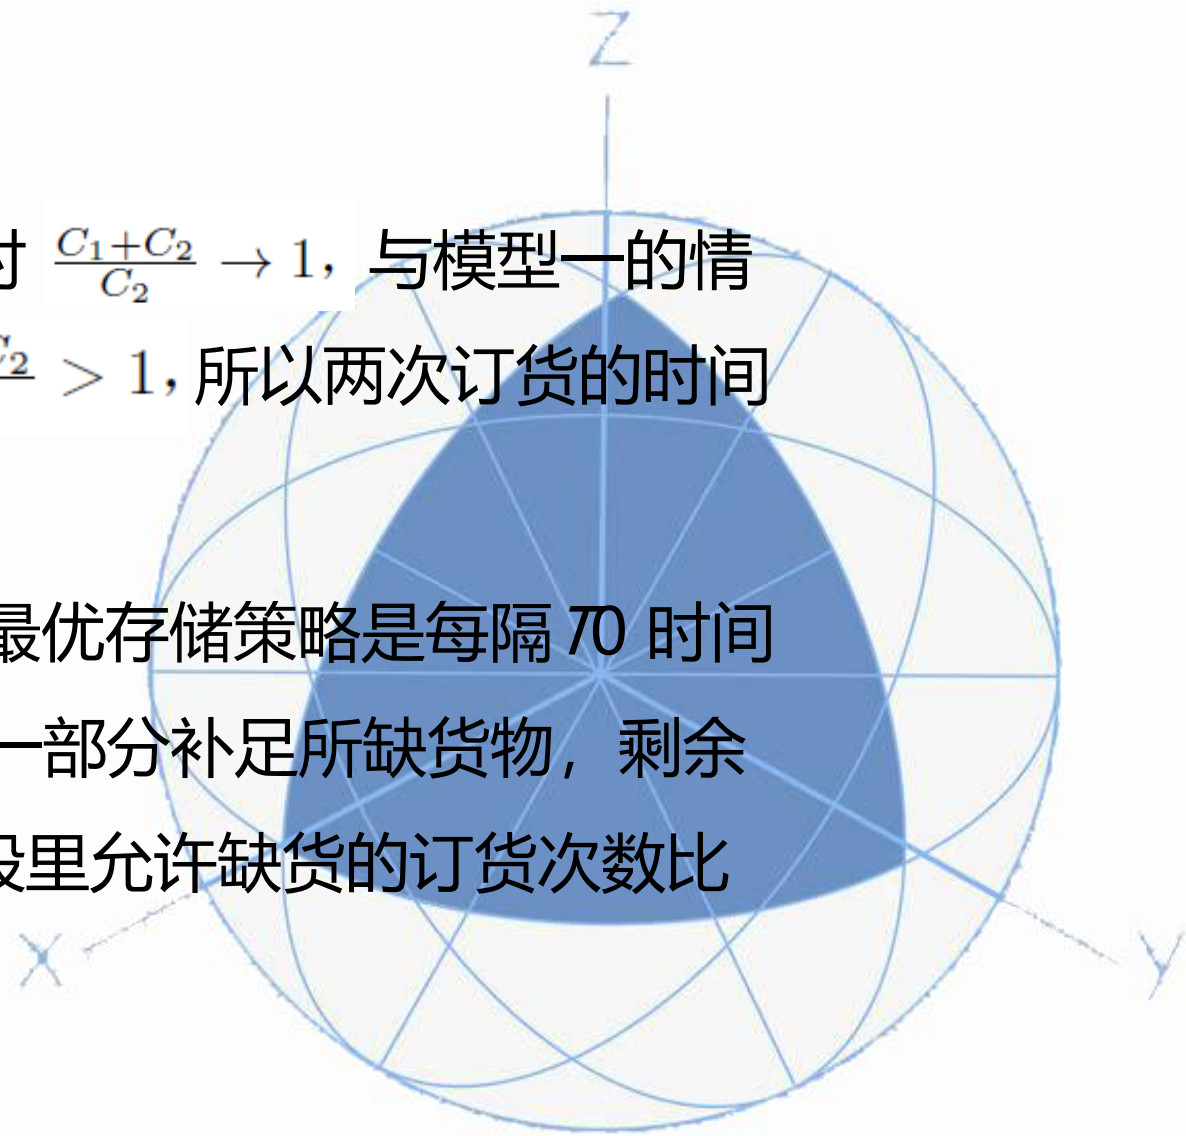 Z
时 $\frac{C_1+C_2}{C_2} \to 1$，与模型一的情
$C_2$ > 1，所以两次订货的时间
最优存储策略是每隔 70 时间
一部分补足所缺货物，剩余
段里允许缺货的订货次数比
X Y